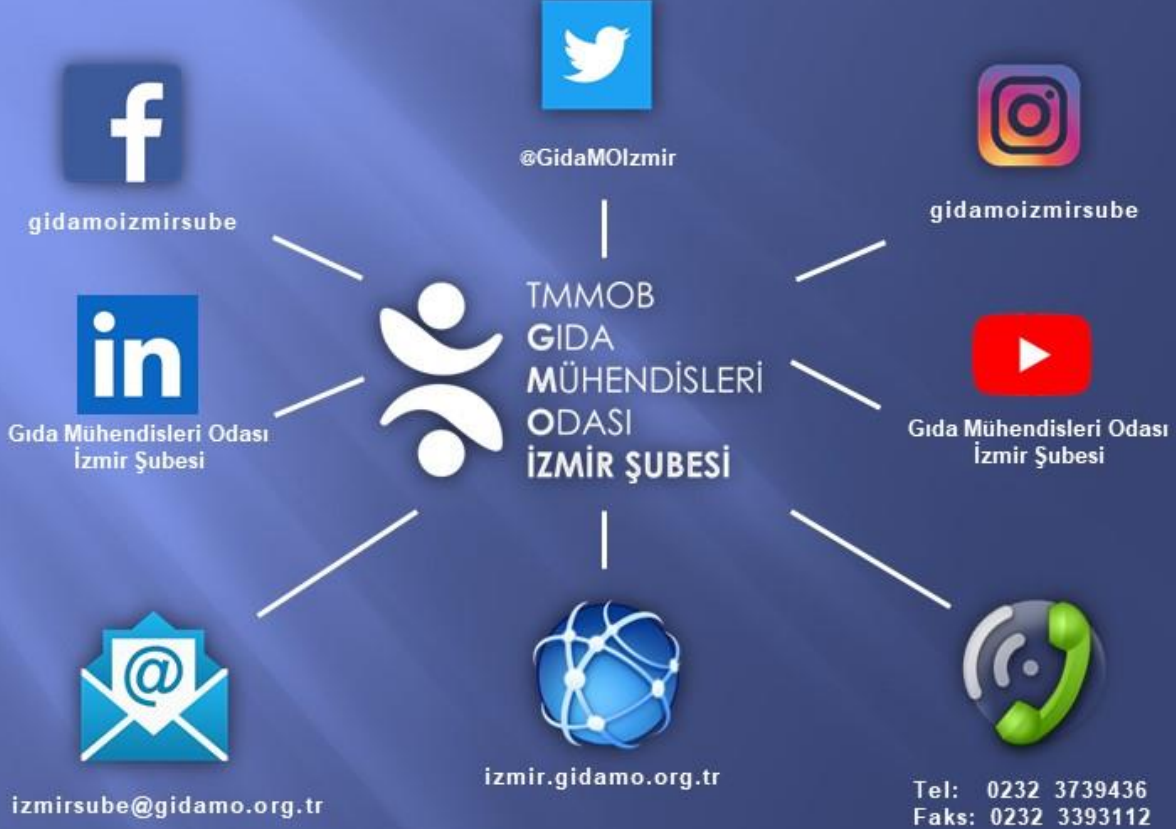 @GidaMOIzmir
gidamoizmirsube
gidamoizmirsube
TMMOB
GIDA
MÜHENDİSLERİ
ODASI
İZMİR ŞUBESİ
in
Gıda Mühendisleri Odası
İzmir Şubesi
Gıda Mühendisleri Odası
İzmir Şubesi
@
izmirsube@gidamo.org.tr
izmir.gidamo.org.tr
Tel: 0232 3739436
Faks: 0232 3393112